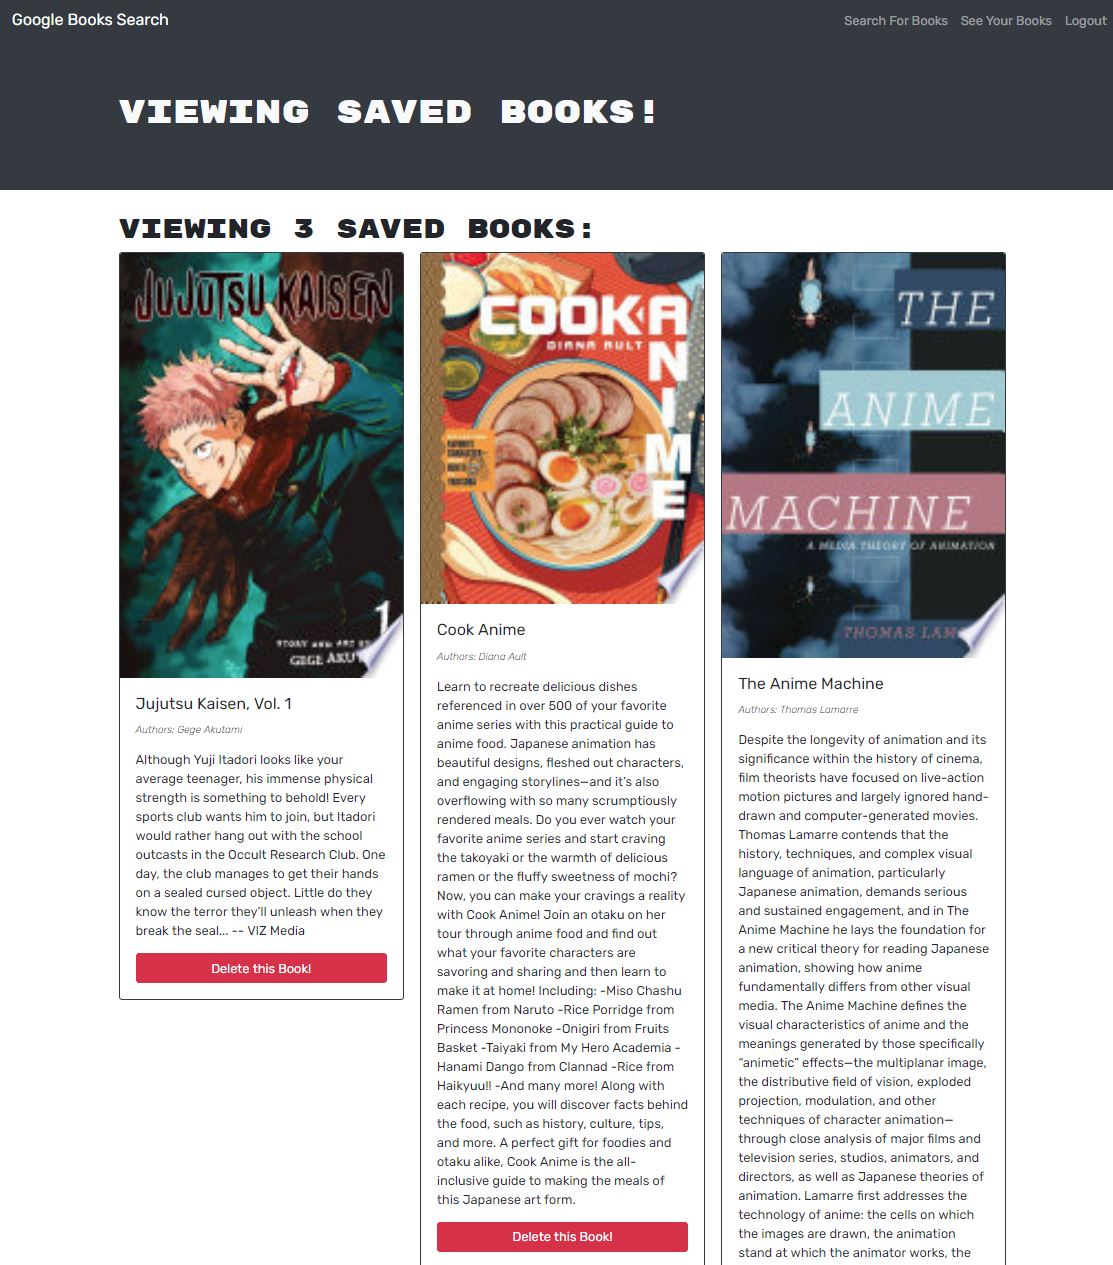 Google Books Search
Search For Books See Your Books Logout
VIEWING SAVED BOOKS!
VIEWING 3 SAVED BOOKS:
JUJUTSU KAISEN
1
STORY AND ART
GEGE
Jujutsu Kaisen, Vol. 1
Authors: Gege Akutami
Although Yuji Itadori looks like your
average teenager, his immense physical
strength is something to behold! Every
sports club wants him to join, but Itadori
would rather hang out with the school
outcasts in the Occult Research Club. One
day, the club manages to get their hands
on a sealed cursed object. Little do they
know the terror they’ll unleash when they
break the seal... -- VIZ Media
Delete this Book!
COOK ANIME
DIANA AULT
Cook Anime
Authors: Diana Ault
Learn to recreate delicious dishes
referenced in over 500 of your favorite
anime series with this practical guide to
anime food. Japanese animation has
beautiful designs, fleshed out characters,
and engaging storylines—and it’s also
overflowing with so many scrumptiously
rendered meals. Do you ever watch your
favorite anime series and start craving
the takoyaki or the warmth of delicious
ramen or the fluffy sweetness of mochi?
Now, you can make your cravings a reality
with Cook Anime! Join an otaku on her
tour through anime food and find out
what your favorite characters are
savoring and sharing and then learn to
make it at home! Including: -Miso Chashu
Ramen from Naruto -Rice Porridge from
Princess Mononoke -Onigiri from Fruits
Basket -Taiyaki from My Hero Academia -
Hanami Dango from Clannad -Rice from
Haikyu!! -And many more! Along with
each recipe, you will discover facts behind
the food, such as history, culture, tips,
and more. A perfect gift for foodies and
otaku alike, Cook Anime is the all-
inclusive guide to making the meals of
this Japanese art form.
Delete this Book!
THE
ANIME
MACHINE
A MEDIA THEORY OF ANIMATION
THOMAS LAM
The Anime Machine
Authors: Thomas Lamarre
Despite the longevity of animation and its
significance within the history of cinema,
film theorists have focused on live-action
motion pictures and largely ignored hand-
drawn and computer-generated movies.
Thomas Lamarre contends that the
history, techniques, and complex visual
language of animation, particularly
Japanese animation, demands serious
and sustained engagement, and in The
Anime Machine he lays the foundation for
a new critical theory for reading Japanese
animation, showing how anime
fundamentally differs from other visual
media. The Anime Machine defines the
visual characteristics of anime and the
meanings generated by those specifically
“animetic” effects—the multiplanar image,
the distributive field of vision, exploded
projection, modulation, and other
techniques of character animation—
through close analysis of major films and
television series, studios, animators, and
directors, as well as Japanese theories of
animation. Lamarre first addresses the
technology of anime: the cells on which
the images are drawn, the animation
stand at which the animator works, the